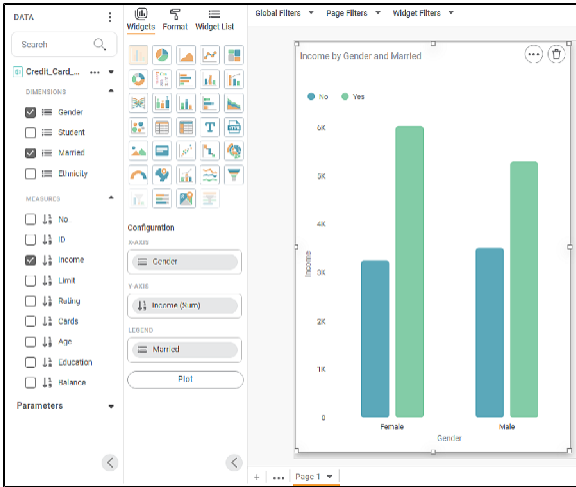 DATA
Search
Credit_Card_...
DIMENSIONS
Gender
Student
Married
Ethnicity
MEASURES
No
ID
Income
Limit
Rating
Cards
Age
Education
Balance
Parameters
Widgets Format Widget List
Configuration
X-AXIS
Gender
Y-AXIS
Income (Sum)
LEGEND
Married
Plot
Global Filters Page Filters Widget Filters
Income by Gender and Married
No Yes
6K
5K
4K
3K
2K
1K
0
Income
Female Male
Gender
Page 1